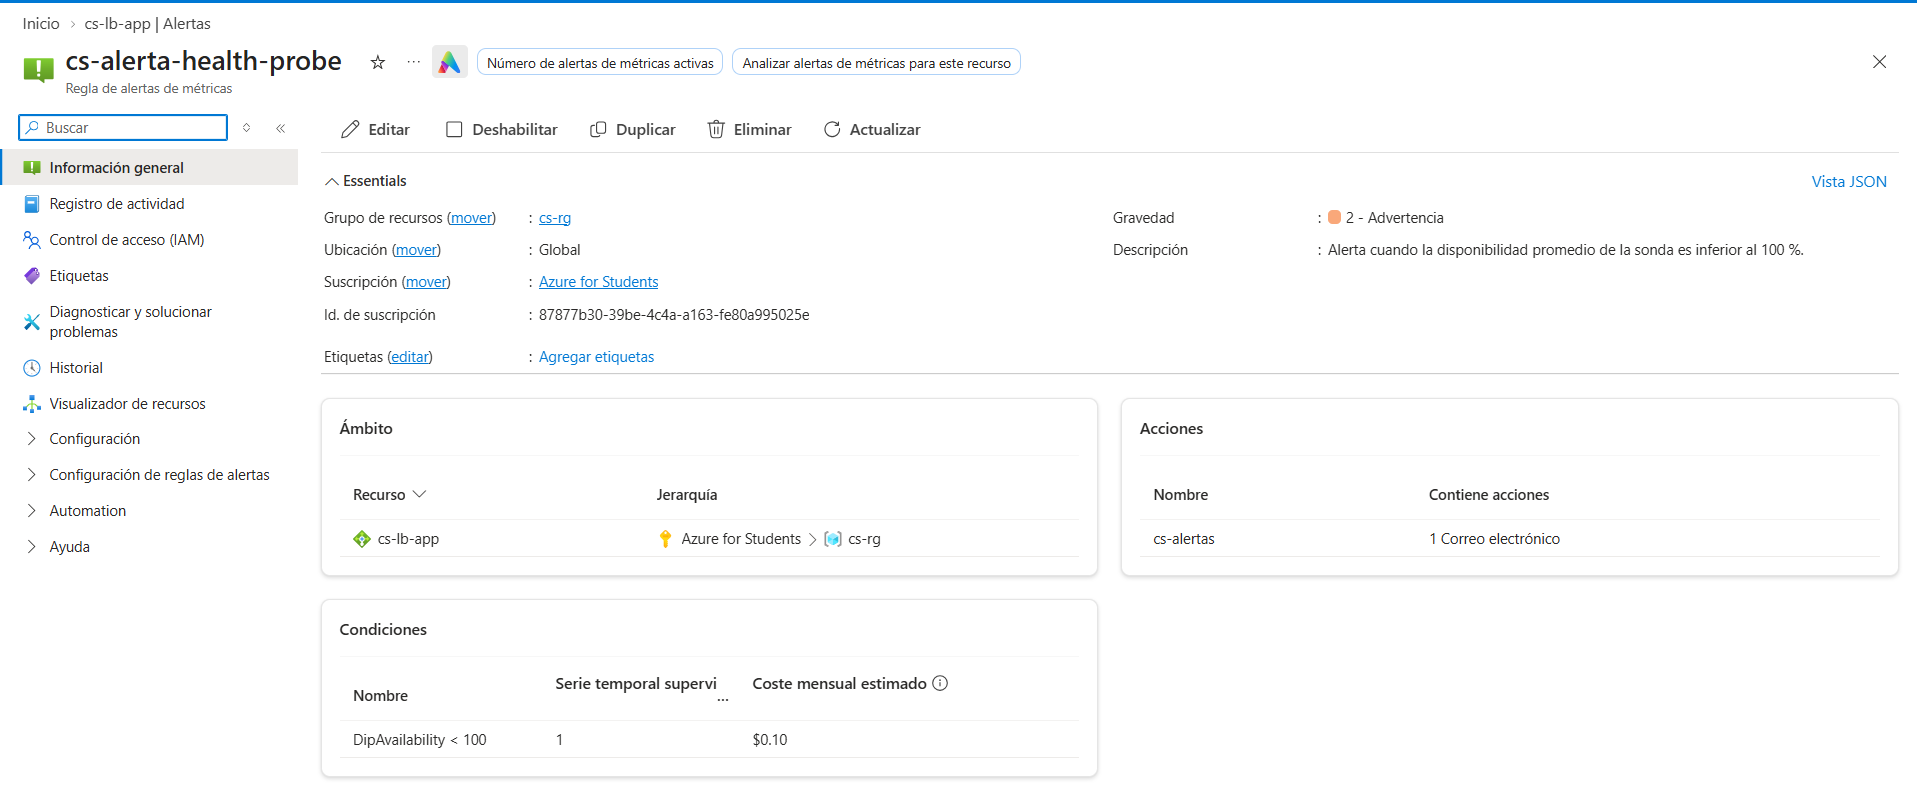 Inicio > cs-lb-app | Alertas
cs-alerta-health-probe
Número de alertas de métricas activas
Analizar alertas de métricas para este recurso
Regla de alertas de métricas
Buscar
Información general
Registro de actividad
Control de acceso (IAM)
Etiquetas
Diagnosticar y solucionar
problemas
Historial
Visualizador de recursos
Configuración
Configuración de reglas de alertas
Automation
Ayuda
Editar Deshabilitar Duplicar Eliminar Actualizar
Essentials
Vista JSON
Grupo de recursos (mover) : cs-rg
Ubicación (mover) : Global
Suscripción (mover) : Azure for Students
Id. de suscripción : 87877b30-39be-4c4a-a163-fe80a995025e
Etiquetas (editar) : Agregar etiquetas
Gravedad : 2 - Advertencia
Descripción : Alerta cuando la disponibilidad promedio de la sonda es inferior al 100 %.
Ámbito
Recurso Jerarquía
cs-lb-app Azure for Students > cs-rg
Acciones
Nombre Contiene acciones
cs-alertas 1 Correo electrónico
Condiciones
Nombre Serie temporal supervi... Coste mensual estimado
DipAvailability < 100 1 $0.10